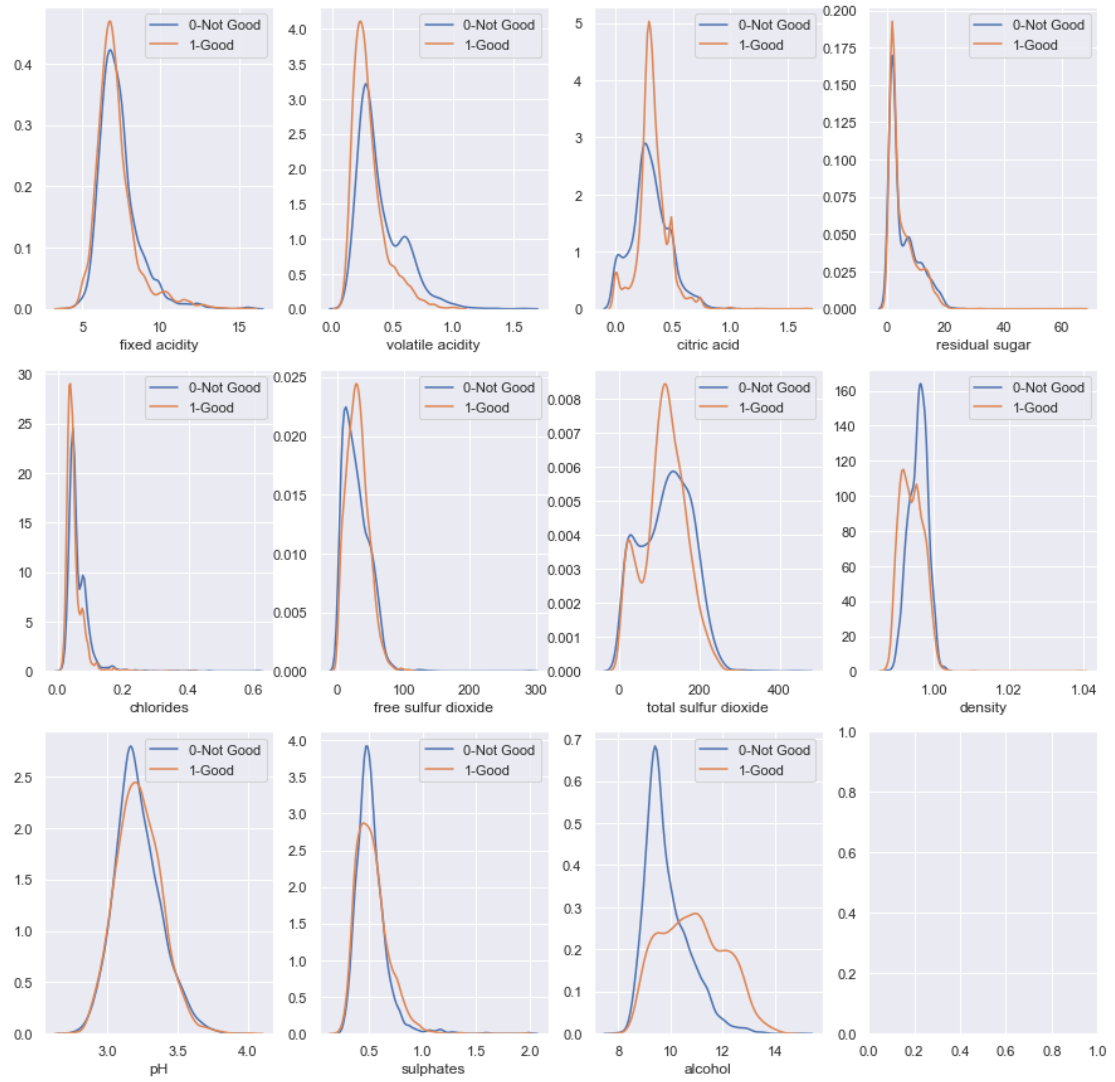 0-Not Good
1-Good
0.4
0.3
0.2
0.1
0.0
5 10 15
fixed acidity
0-Not Good
1-Good
4.0
3.5
3.0
2.5
2.0
1.5
1.0
0.5
0.0
0.0 0.5 1.0 1.5
volatile acidity
0-Not Good
1-Good
5
4
3
2
1
0
0.0 0.5 1.0 1.5
citric acid
0-Not Good
1-Good
0.200
0.175
0.150
0.125
0.100
0.075
0.050
0.025
0.000
0 20 40 60
residual sugar
0-Not Good
1-Good
30
25
20
15
10
5
0
0.0 0.2 0.4 0.6
chlorides
0-Not Good
1-Good
0.025
0.020
0.015
0.010
0.005
0.000
0 100 200 300
free sulfur dioxide
0-Not Good
1-Good
0.008
0.007
0.006
0.005
0.004
0.003
0.002
0.001
0.000
0 200 400
total sulfur dioxide
0-Not Good
1-Good
160
140
120
100
80
60
40
20
0
1.00 1.02 1.04
density
0-Not Good
1-Good
2.5
2.0
1.5
1.0
0.5
0.0
3.0 3.5 4.0
pH
0-Not Good
1-Good
4.0
3.5
3.0
2.5
2.0
1.5
1.0
0.5
0.0
0.5 1.0 1.5 2.0
sulphates
0-Not Good
1-Good
0.7
0.6
0.5
0.4
0.3
0.2
0.1
0.0
8 10 12 14
alcohol
1.0
0.8
0.6
0.4
0.2
0.0
0.0 0.2 0.4 0.6 0.8 1.0